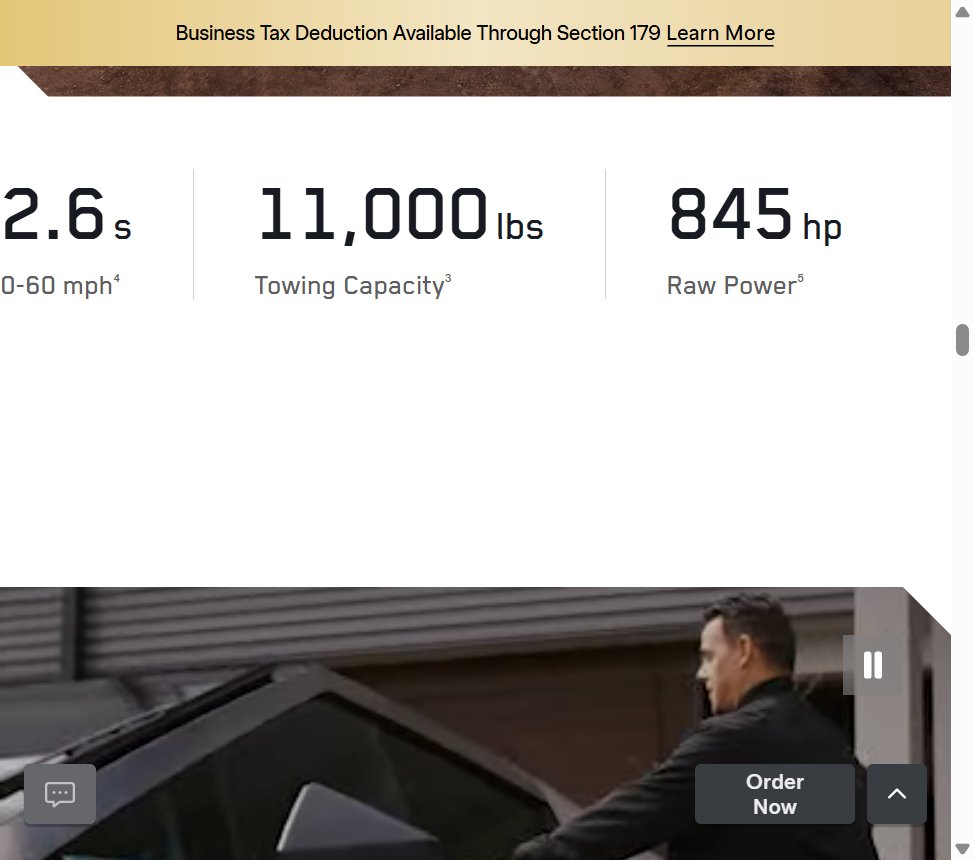 Business Tax Deduction Available Through Section 179 Learn More
2.6 s
0-60 mph⁴
11,000 lbs
Towing Capacity³
845 hp
Raw Power⁵
Order
Now